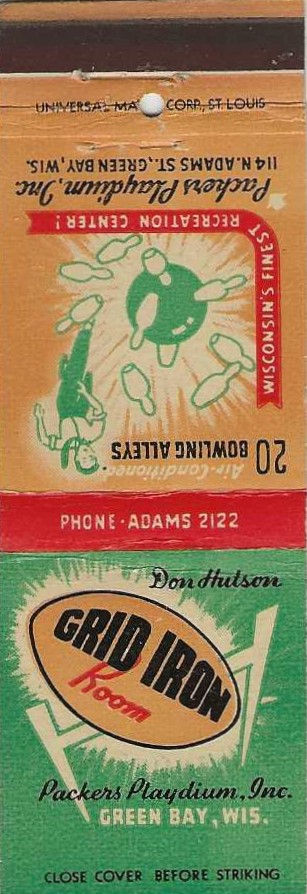 UNIVERSAL MATCH CORP., ST. LOUIS
20 BOWLING ALLEYS
Air-Conditioned
WISCONSIN'S FINEST
RECREATION CENTER!
Packers Playdium, Inc
114 N. ADAMS ST., GREEN BAY, WIS.
PHONE - ADAMS 2122
Don Hutson
GRID IRON
Room
Packers Playdium, Inc.
GREEN BAY, WIS.
CLOSE COVER BEFORE STRIKING